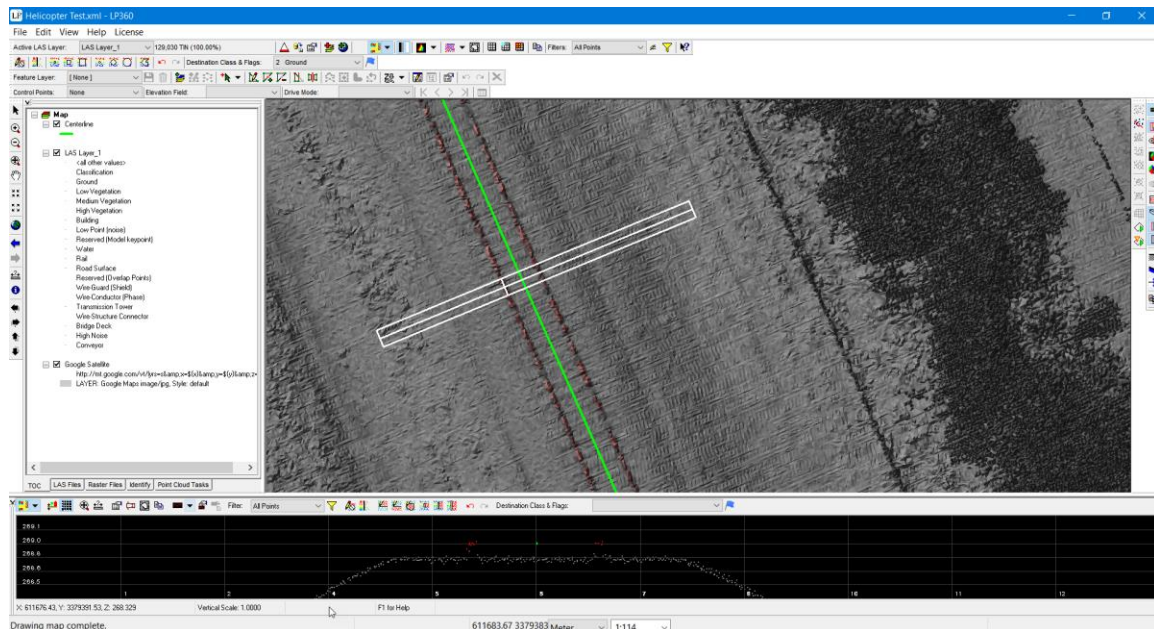 Helicopter Test.xml - LP360
File Edit View Help License
Active LAS Layer: LAS Layer_1 129,030 TIN (100.00%) Filters: All Points
Destination Class & Flags: 2 Ground
Feature Layer: [None]
Control Points: None Elevation Field: Drive Mode:
Map
Centerline
LAS Layer_1
<all other values>
Classification
Ground
Low Vegetation
Medium Vegetation
High Vegetation
Building
Low Point (noise)
Reserved (Model keypoint)
Water
Rail
Road Surface
Reserved (Overlap Points)
Wire-Guard (Shield)
Wire-Conductor (Phase)
Transmission Tower
Wire-Structure Connector
Bridge Deck
High Noise
Conveyor
Google Satellite
LAYER: Google Maps image/jpg, Style: default
TOC LAS Files Raster Files Identify Point Cloud Tasks
Filter: All Points Destination Class & Flags:
269.1
269.0
1 2 4 5 6 7 8 9 10 11 12
X: 611676.43, Y: 3379391.53, Z: 268.329 Vertical Scale: 1.0000 F1 for Help
Drawing map complete. 611683.67 3379383 Meter 1:114